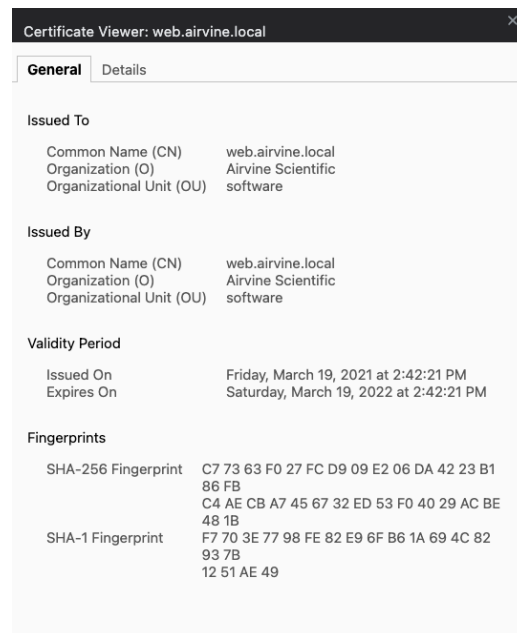 Certificate Viewer: web.airvine.local
General Details
Issued To
Common Name (CN) web.airvine.local
Organization (O) Airvine Scientific
Organizational Unit (OU) software
Issued By
Common Name (CN) web.airvine.local
Organization (O) Airvine Scientific
Organizational Unit (OU) software
Validity Period
Issued On Friday, March 19, 2021 at 2:42:21 PM
Expires On Saturday, March 19, 2022 at 2:42:21 PM
Fingerprints
SHA-256 Fingerprint C7 73 63 F0 27 FC D9 09 E2 06 DA 42 23 B1
86 FB
C4 AE CB A7 45 67 32 ED 53 F0 40 29 AC BE
48 1B
SHA-1 Fingerprint F7 70 3E 77 98 FE 82 E9 6F B6 1A 69 4C 82
93 7B
12 51 AE 49